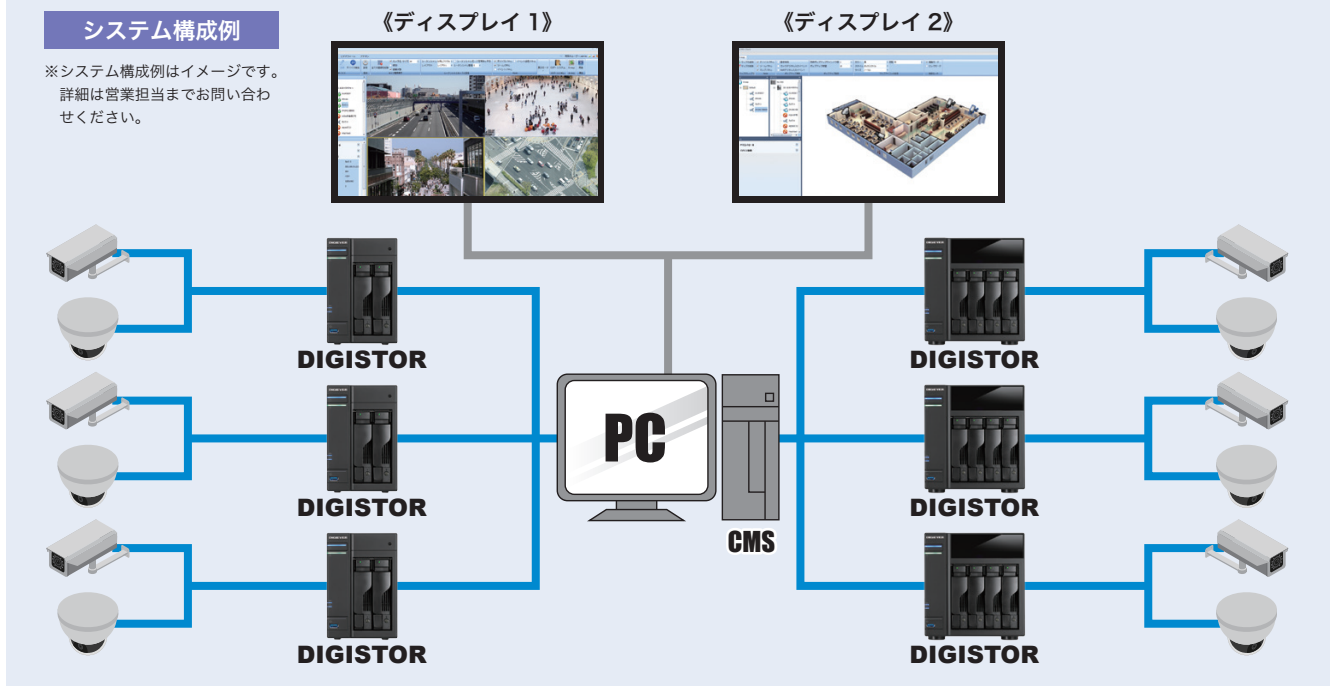 システム構成例
※システム構成例はイメージです。
詳細は営業担当までお問い合わ
せください。
《ディスプレイ 1》
《ディスプレイ 2》
DIGISTOR
DIGISTOR
DIGISTOR
PC
CMS
DIGISTOR
DIGISTOR
DIGISTOR